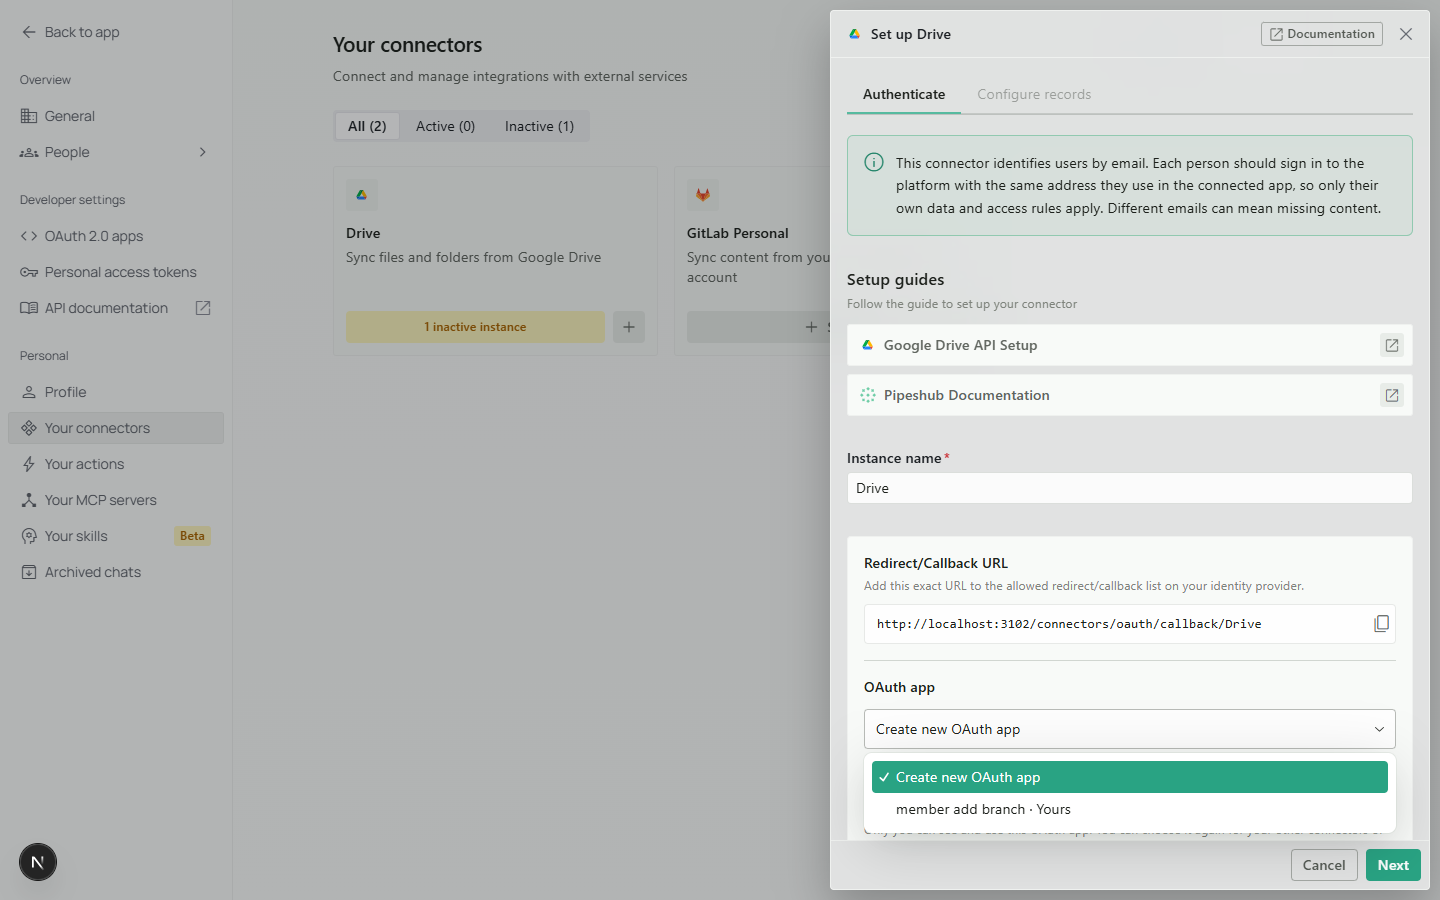 Back to app
Overview
General
People
Developer settings
OAuth 2.0 apps
Personal access tokens
API documentation
Personal
Profile
Your connectors
Your actions
Your MCP servers
Your skills
Beta
Archived chats
N
Your connectors
Connect and manage integrations with external services
All (2)
Active (0)
Inactive (1)
Drive
Sync files and folders from Google Drive
1 inactive instance
GitLab Personal
Sync content from you
account
Set up Drive
Documentation
Authenticate
Configure records
This connector identifies users by email. Each person should sign in to the
platform with the same address they use in the connected app, so only their
own data and access rules apply. Different emails can mean missing content.
Setup guides
Follow the guide to set up your connector
Google Drive API Setup
Pipeshub Documentation
Instance name*
Drive
Redirect/Callback URL
Add this exact URL to the allowed redirect/callback list on your identity provider.
http://localhost:3102/connectors/oauth/callback/Drive
OAuth app
Create new OAuth app
Create new OAuth app
member add branch · Yours
Cancel
Next